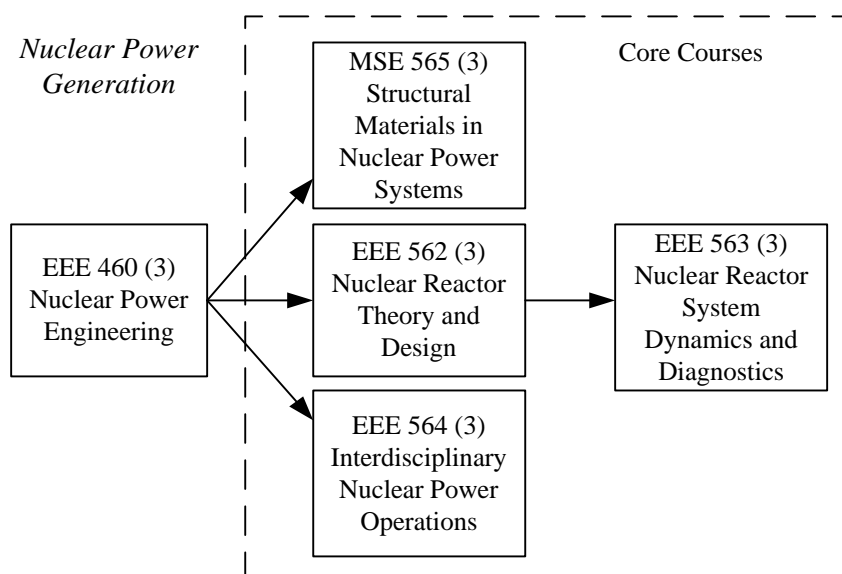 Nuclear Power
Generation
Core Courses
MSE 565 (3)
Structural
Materials in
Nuclear Power
Systems
EEE 460 (3)
Nuclear Power
Engineering
EEE 562 (3)
Nuclear Reactor
Theory and
Design
EEE 563 (3)
Nuclear Reactor
System
Dynamics and
Diagnostics
EEE 564 (3)
Interdisciplinary
Nuclear Power
Operations